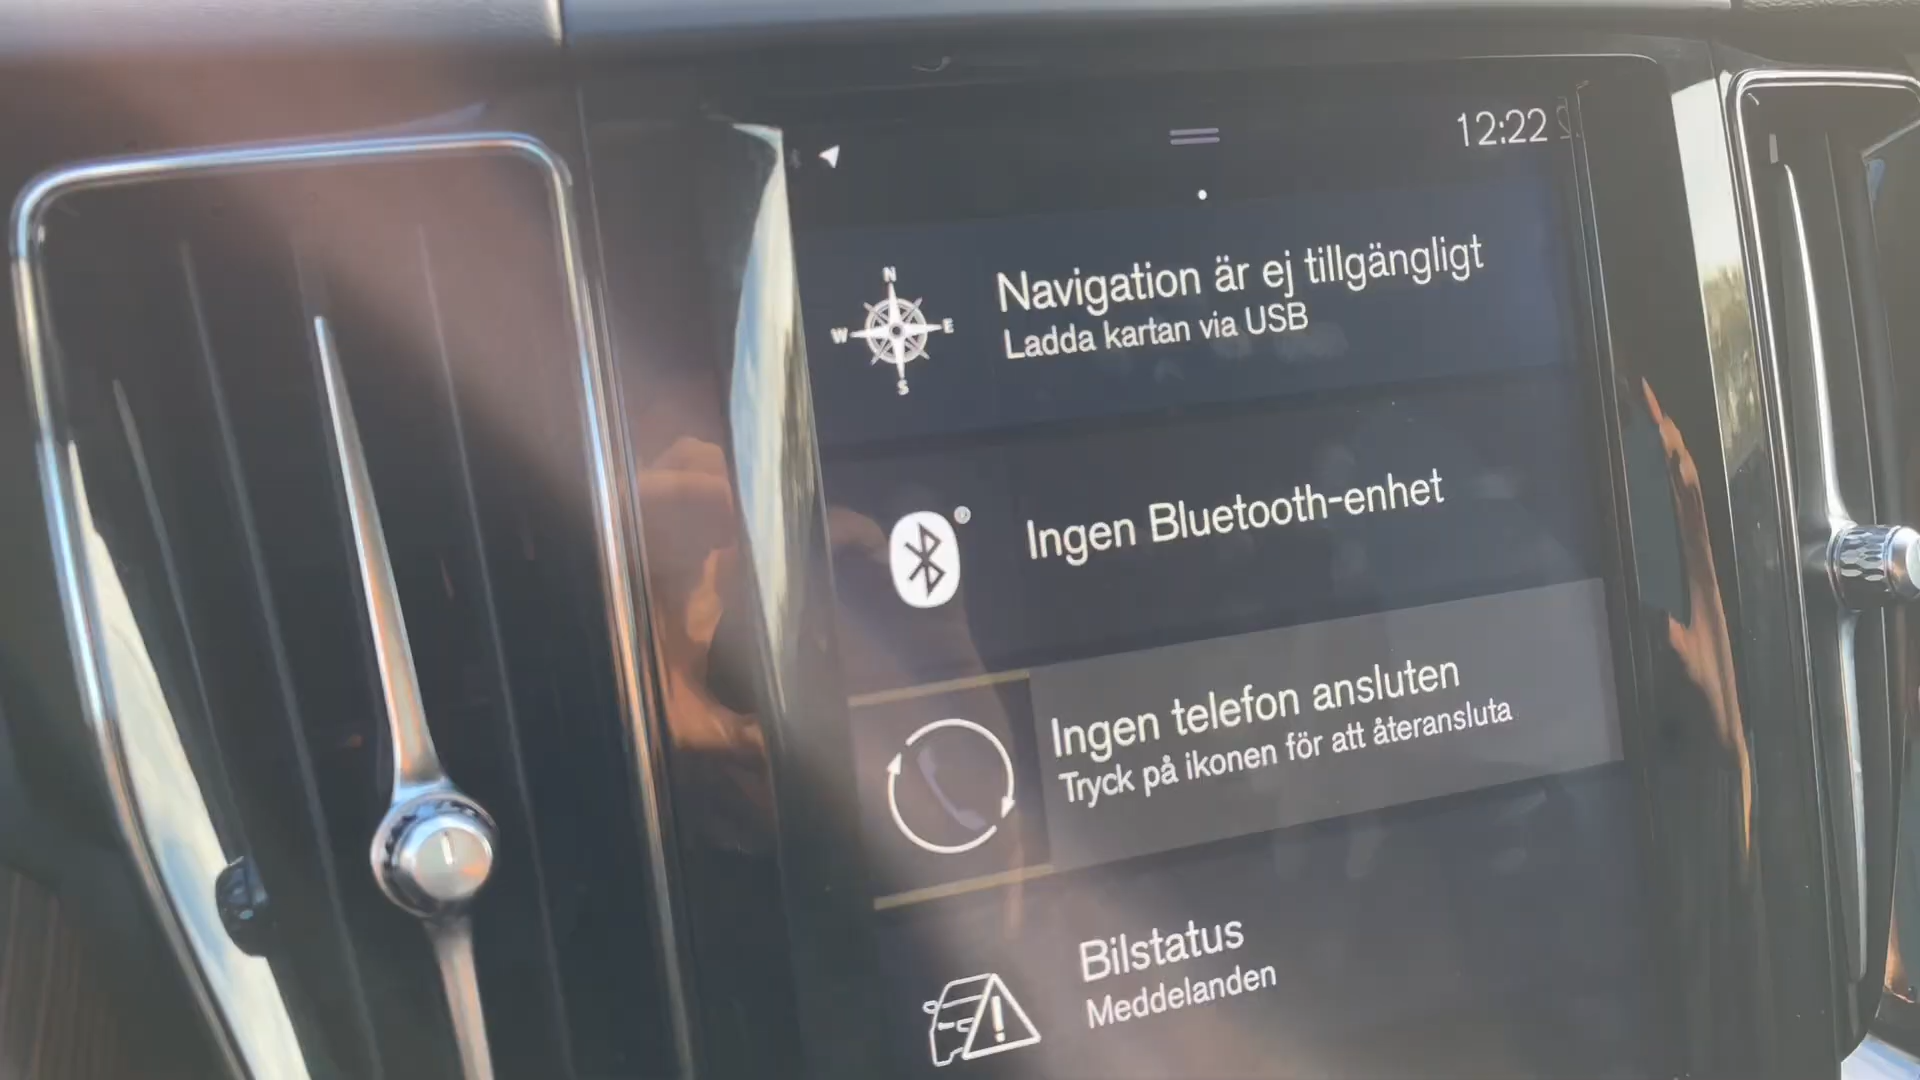 12:22
N
W E
S
Navigation är ej tillgängligt
Ladda kartan via USB
Ingen Bluetooth-enhet
Ingen telefon ansluten
Tryck på ikonen för att återansluta
Bilstatus
Meddelanden